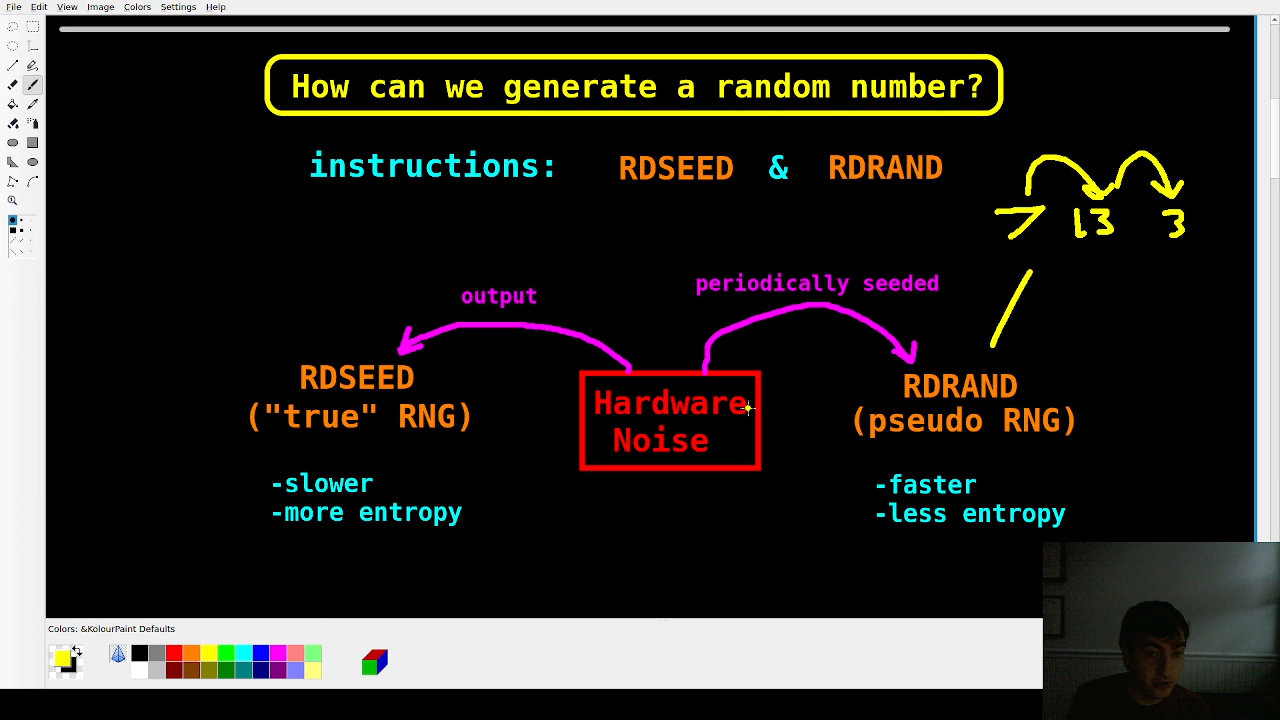 File Edit View Image Colors Settings Help
How can we generate a random number?
instructions: RDSEED & RDRAND
7 13 3
output
periodically seeded
RDSEED
("true" RNG)
-slower
-more entropy
Hardware
Noise
RDRAND
(pseudo RNG)
-faster
-less entropy
Colors: &KolourPaint Defaults